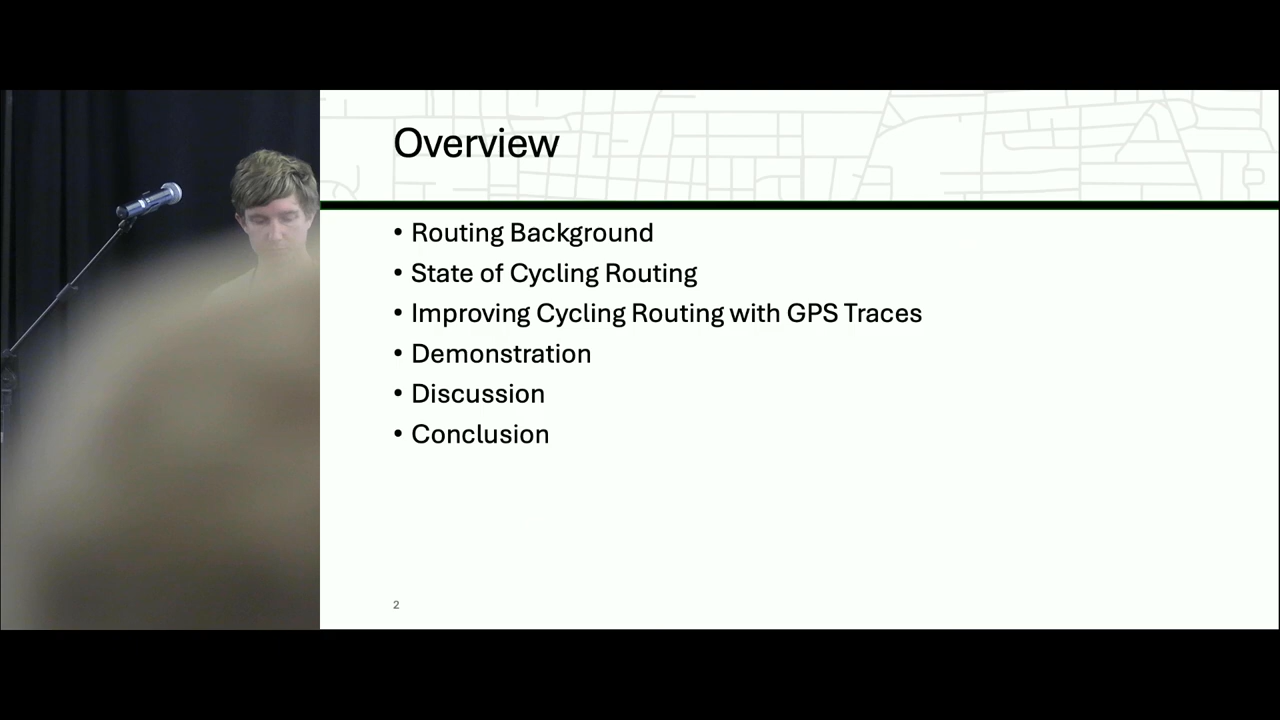 Overview
• Routing Background
• State of Cycling Routing
• Improving Cycling Routing with GPS Traces
• Demonstration
• Discussion
• Conclusion
2